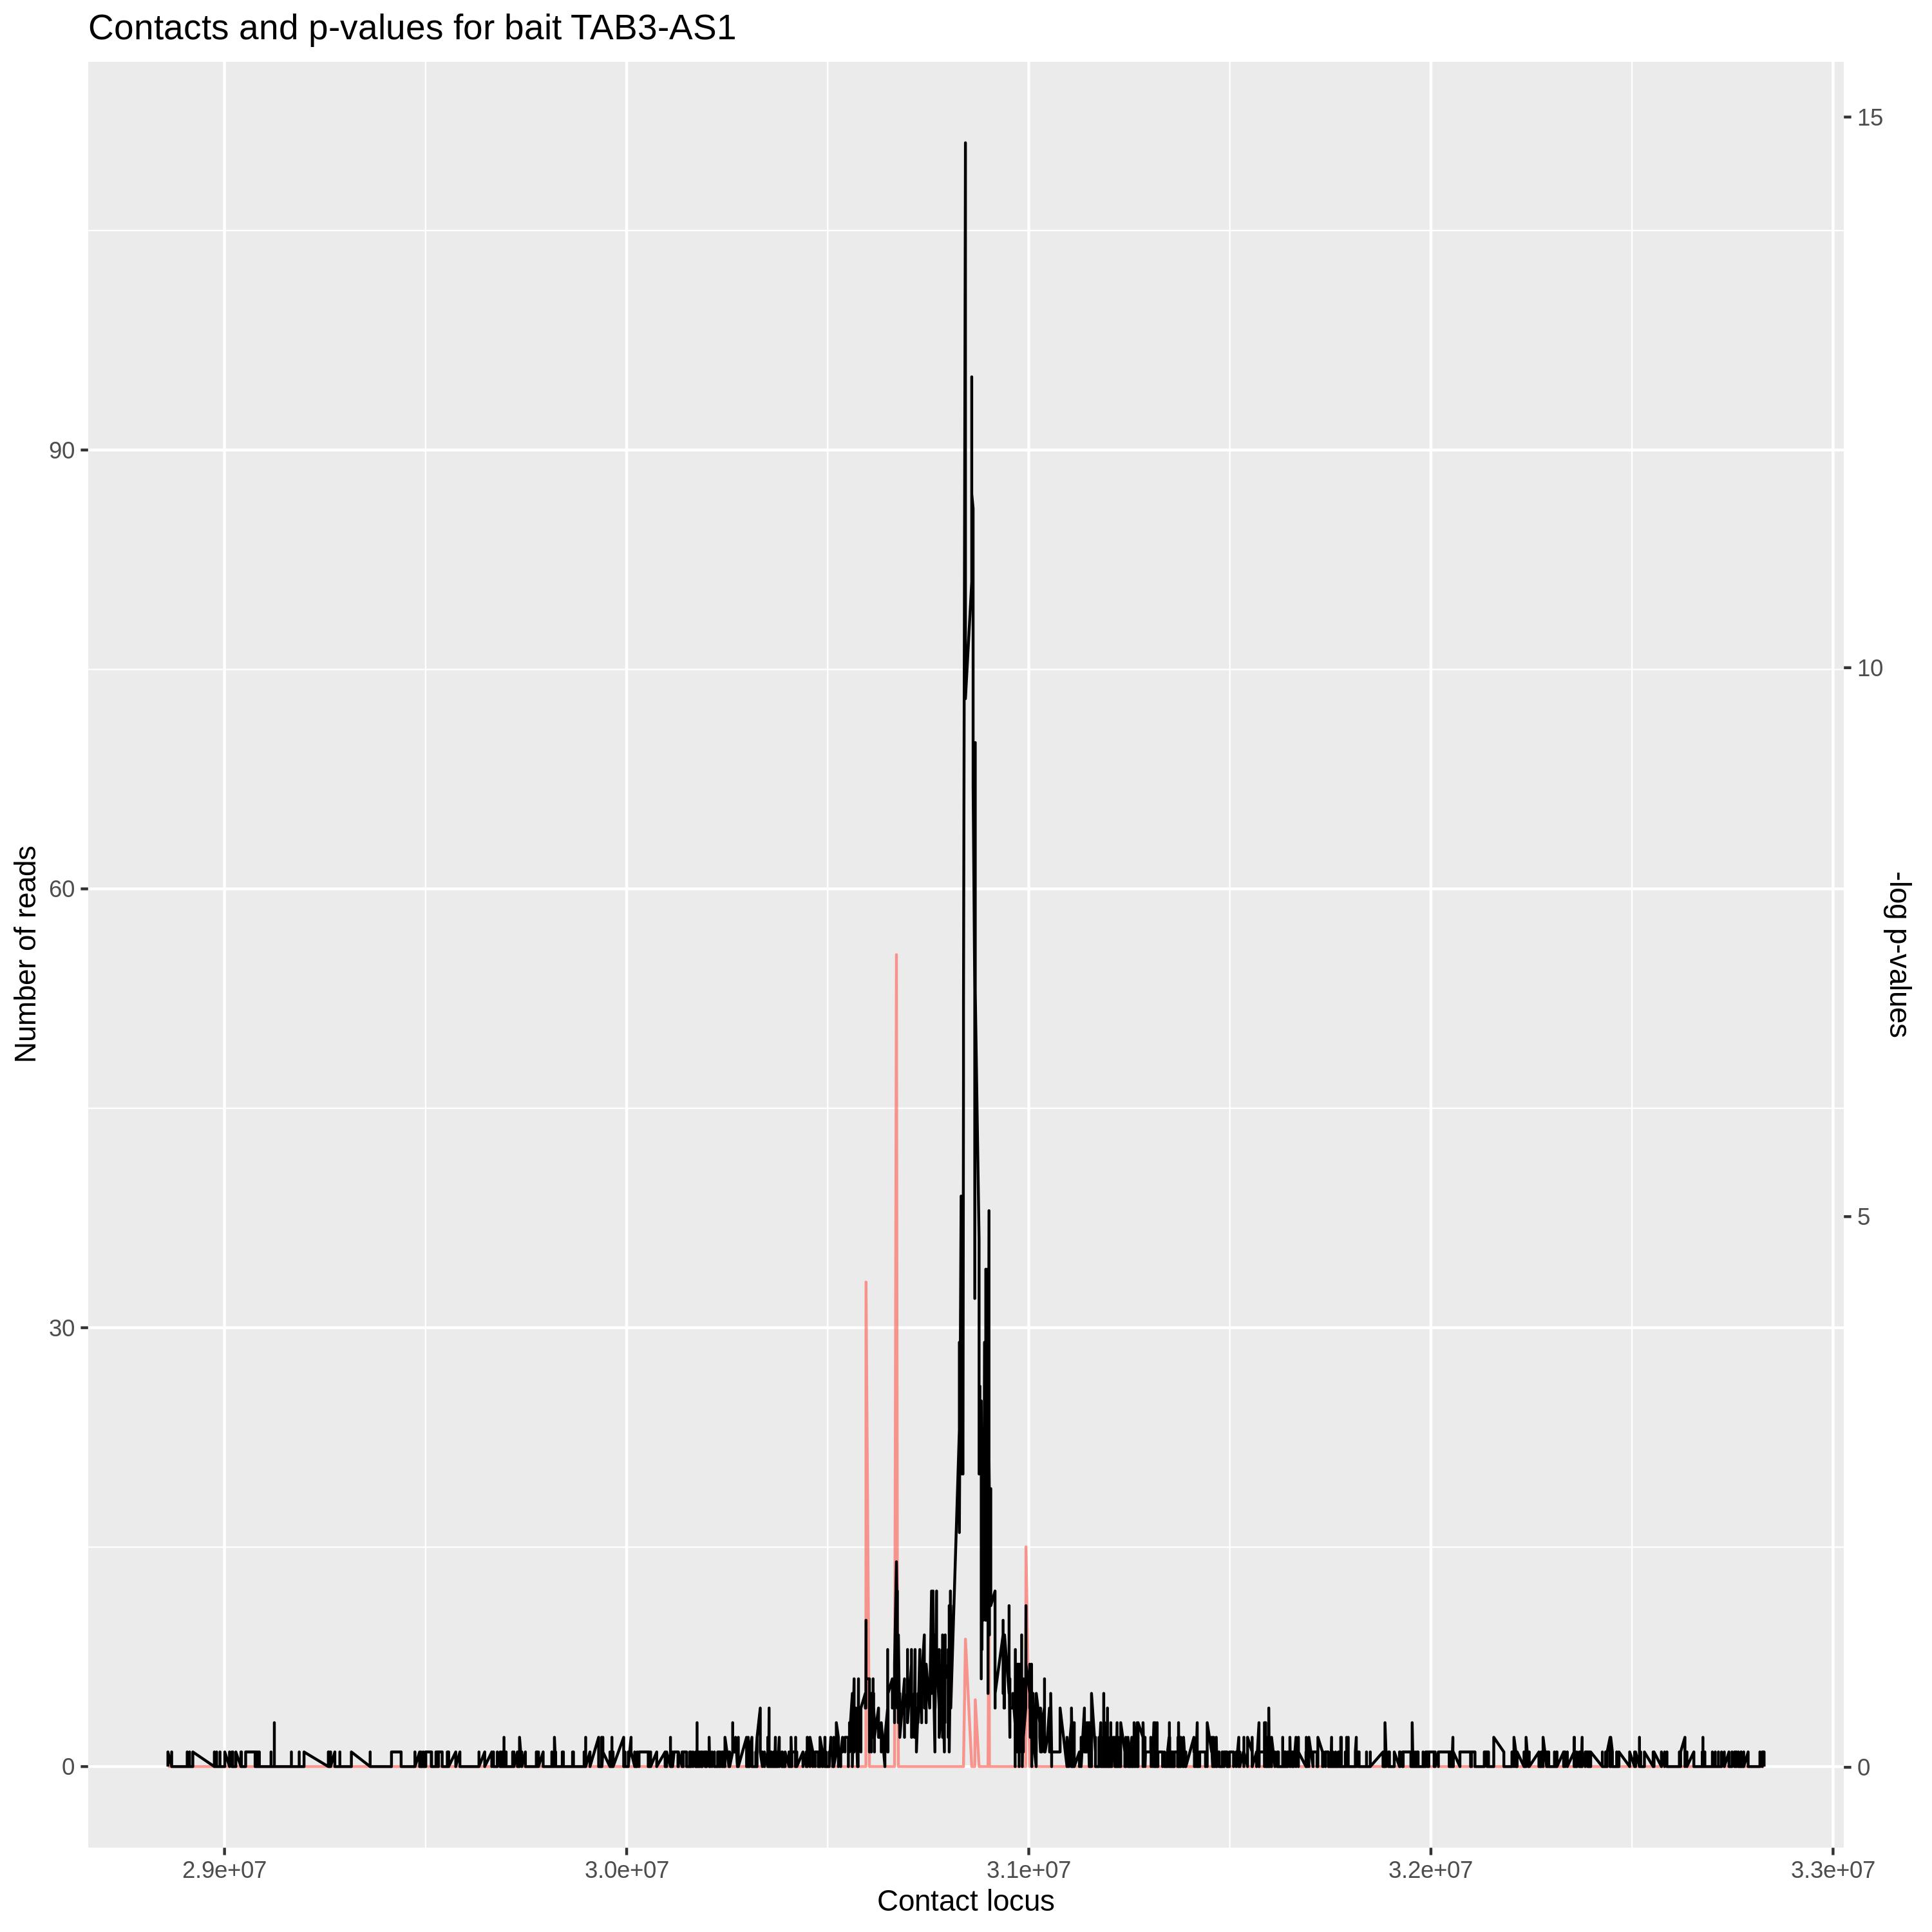 Contacts and p-values for bait TAB3-AS1
15
90
10
Number of reads
60
-log p-values
5
30
0
0
2.9e+07
3.0e+07
3.1e+07
3.2e+07
3.3e+07
Contact locus